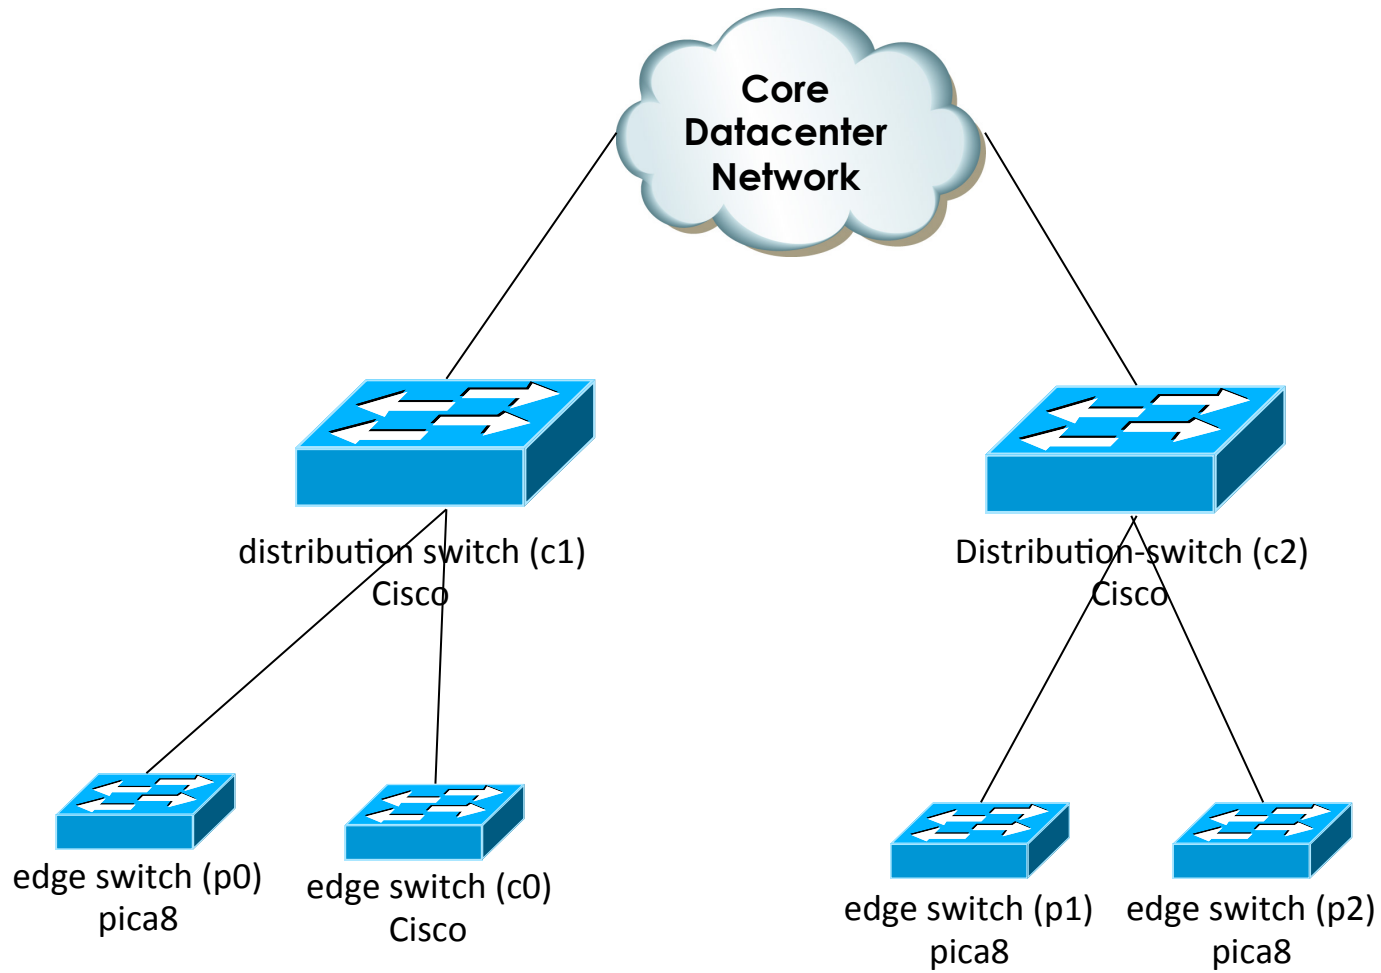 Core
Datacenter
Network
distribution switch (c1)
Cisco
Distribution-switch (c2)
Cisco
edge switch (p0)
pica8
edge switch (c0)
Cisco
edge switch (p1)
pica8
edge switch (p2)
pica8